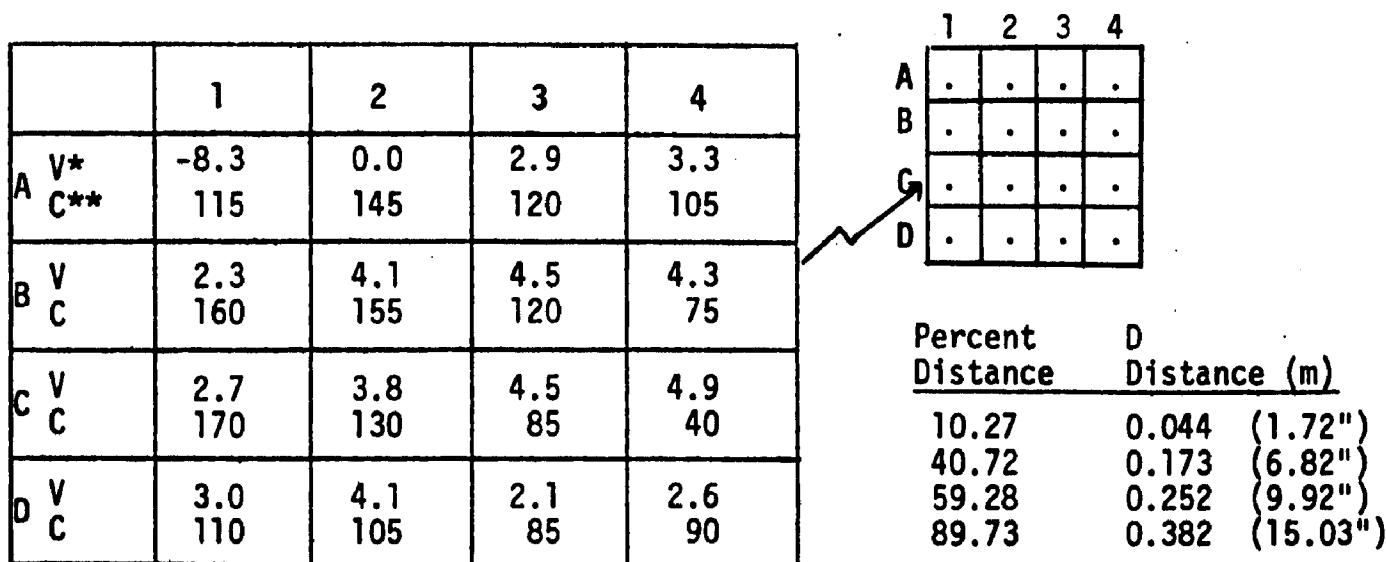 1 2 3 4
A V* -8.3 0.0 2.9 3.3
C** 115 145 120 105
B V 2.3 4.1 4.5 4.3
C 160 155 120 75
C V 2.7 3.8 4.5 4.9
C 170 130 85 40
D V 3.0 4.1 2.1 2.6
C 110 105 85 90
1 2 3 4
A
B
C
D
Percent D
Distance Distance (m)
10.27 0.044 (1.72")
40.72 0.173 (6.82")
59.28 0.252 (9.92")
89.73 0.382 (15.03")